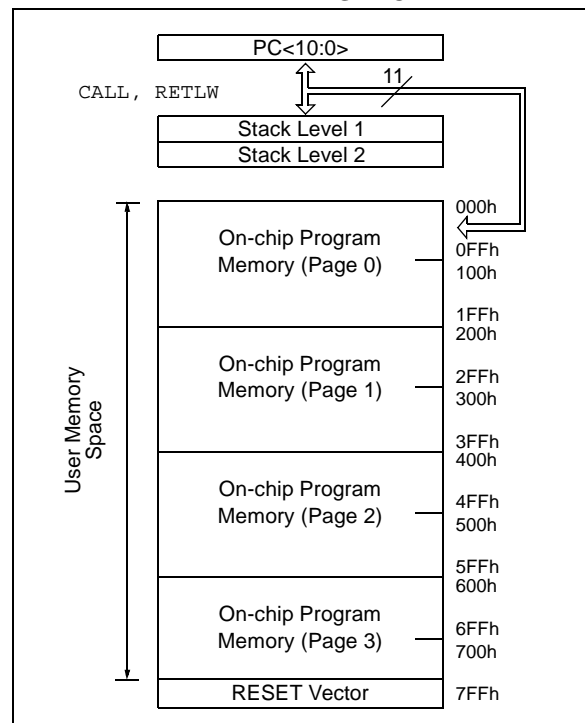 PC<10:0>
CALL, RETLW
11
Stack Level 1
Stack Level 2
000h
On-chip Program
Memory (Page 0)
0FFh
100h
1FFh
200h
On-chip Program
Memory (Page 1)
2FFh
300h
User Memory
Space
3FFh
400h
On-chip Program
Memory (Page 2)
4FFh
500h
5FFh
600h
On-chip Program
Memory (Page 3)
6FFh
700h
RESET Vector
7FFh